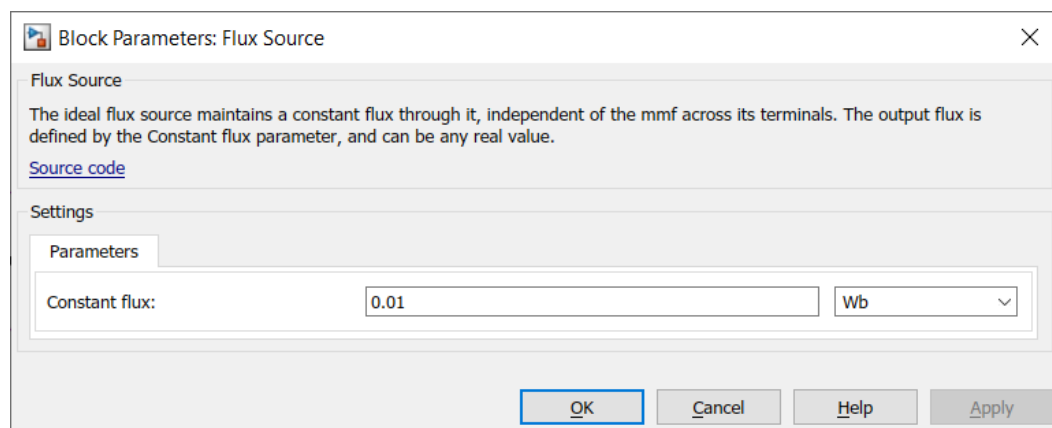 Block Parameters: Flux Source
Flux Source
The ideal flux source maintains a constant flux through it, independent of the mmf across its terminals. The output flux is
defined by the Constant flux parameter, and can be any real value.
Source code
Settings
Parameters
Constant flux: 0.01 Wb
OK Cancel Help Apply